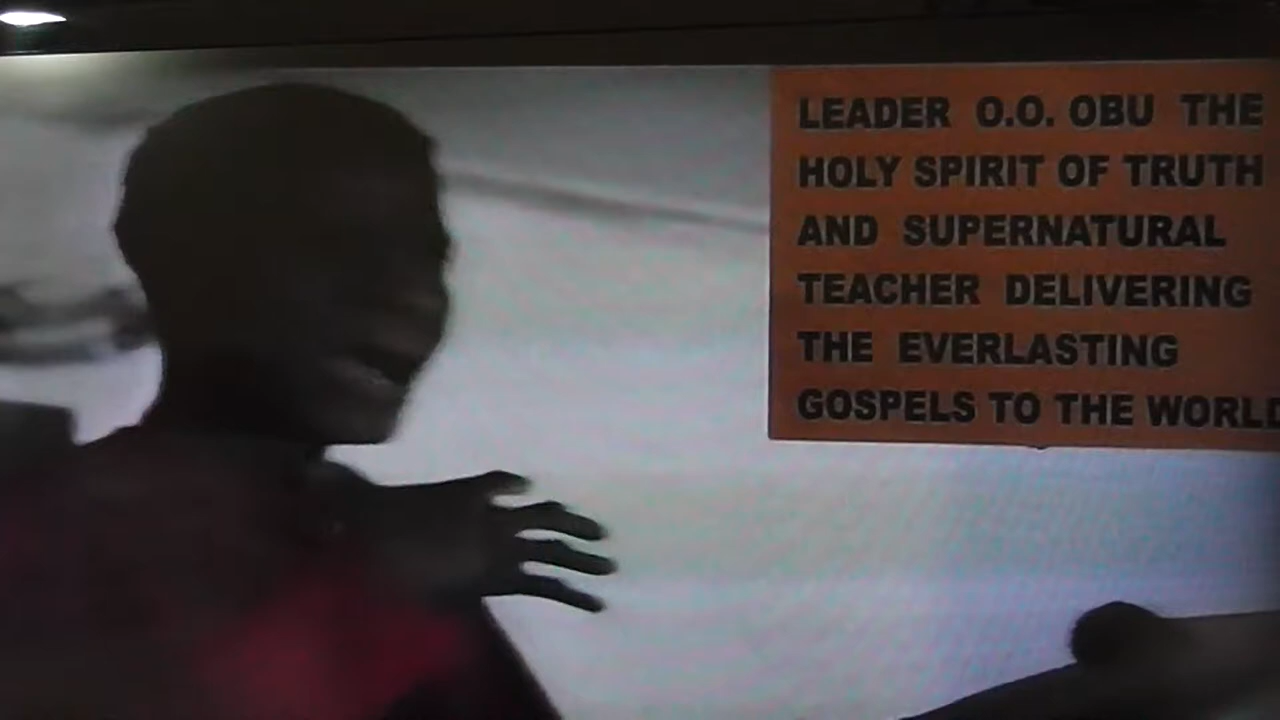 LEADER O.O. OBU THE
HOLY SPIRIT OF TRUTH
AND SUPERNATURAL
TEACHER DELIVERING
THE EVERLASTING
GOSPELS TO THE WORLD